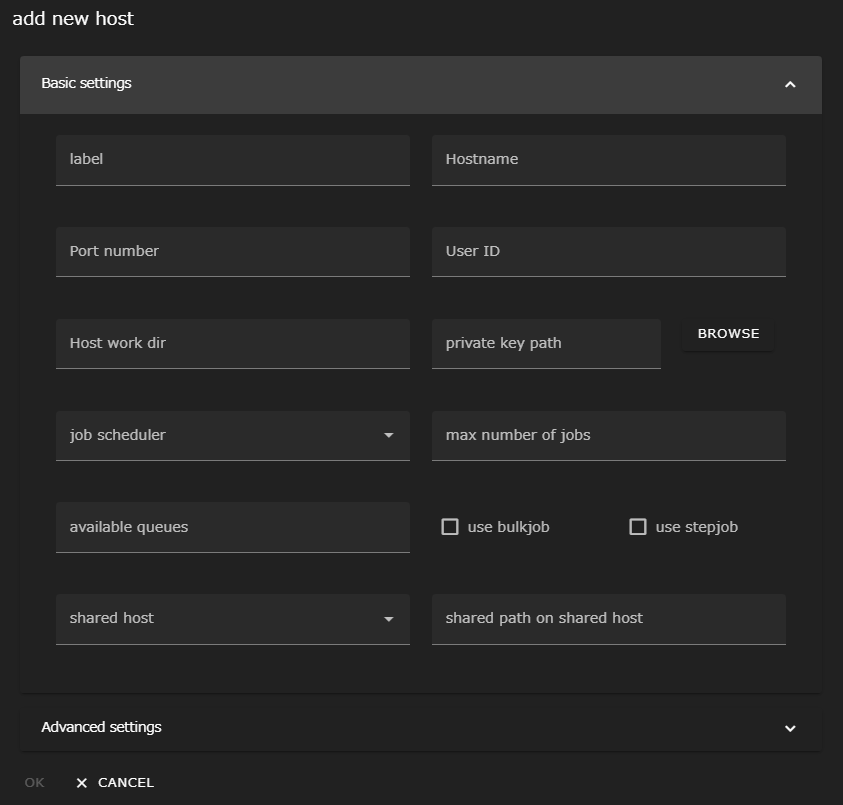 add new host
Basic settings
label
Hostname
Port number
User ID
Host work dir
private key path
BROWSE
job scheduler
max number of jobs
available queues
use bulkjob
use stepjob
shared host
shared path on shared host
Advanced settings
OK
CANCEL